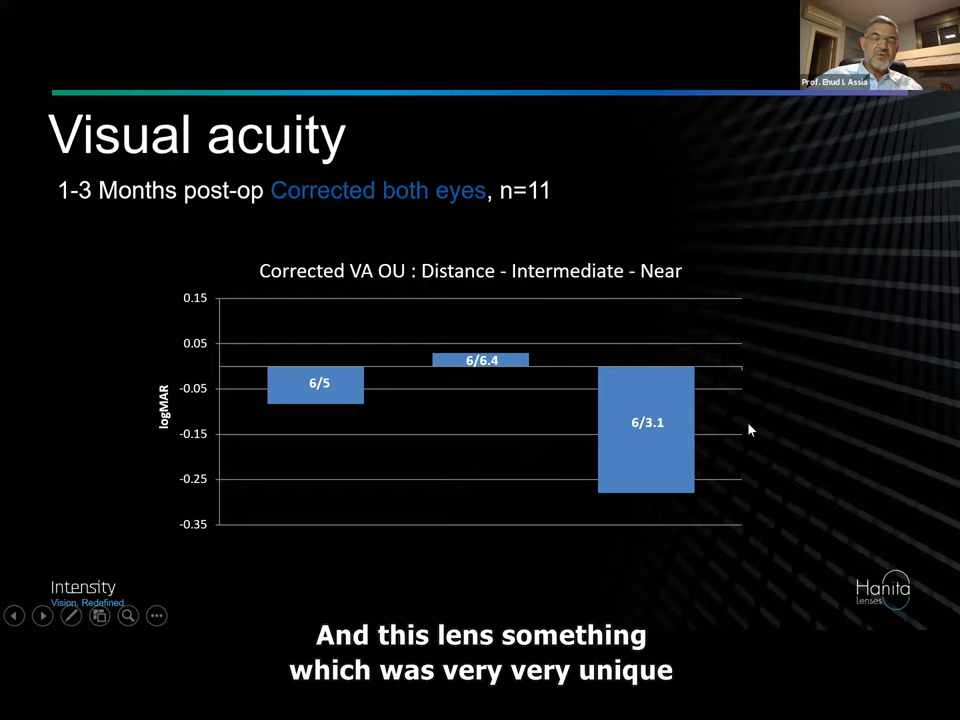 Prof. Ehud I. Assia
Visual acuity
1-3 Months post-op Corrected both eyes, n=11
Corrected VA OU : Distance - Intermediate - Near
0.15
0.05
-0.05
-0.15
-0.25
-0.35
logMAR
6/5
6/6.4
6/3.1
Intensity
Vision. Redefined
Hanita
Lenses
And this lens something
which was very very unique